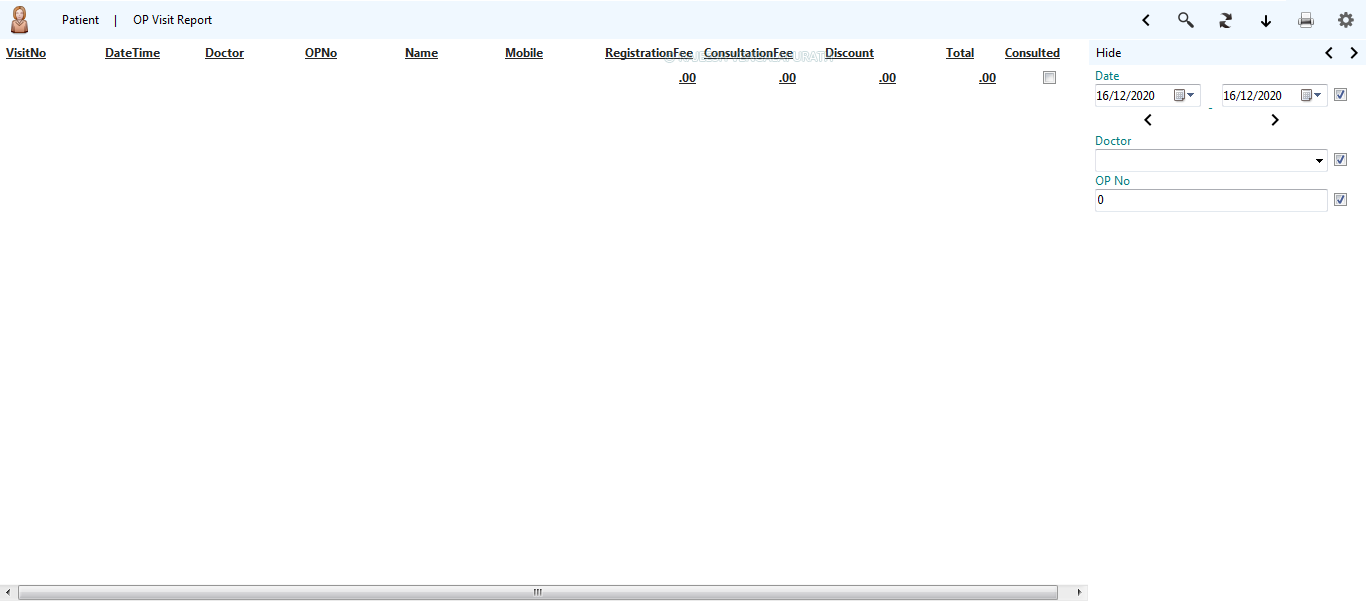 Patient | OP Visit Report
VisitNo DateTime Doctor OPNo Name Mobile RegistrationFee ConsultationFee Discount Total Consulted
.00 .00 .00 .00
Hide
Date
16/12/2020 - 16/12/2020
Doctor
OP No
0